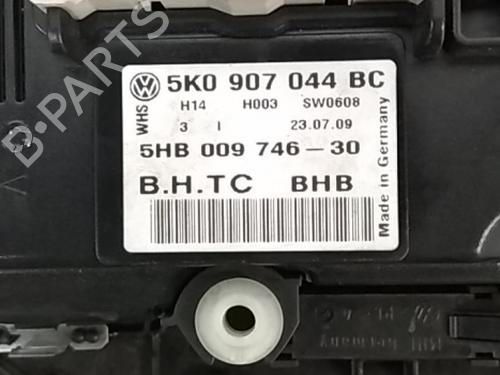 5K0 907 044 BC
H14 H003 SW0608
3 I 23.07.09
5HB 009 746-30
B.H.TC BHB
WHS
Made in Germany
B-PARTS